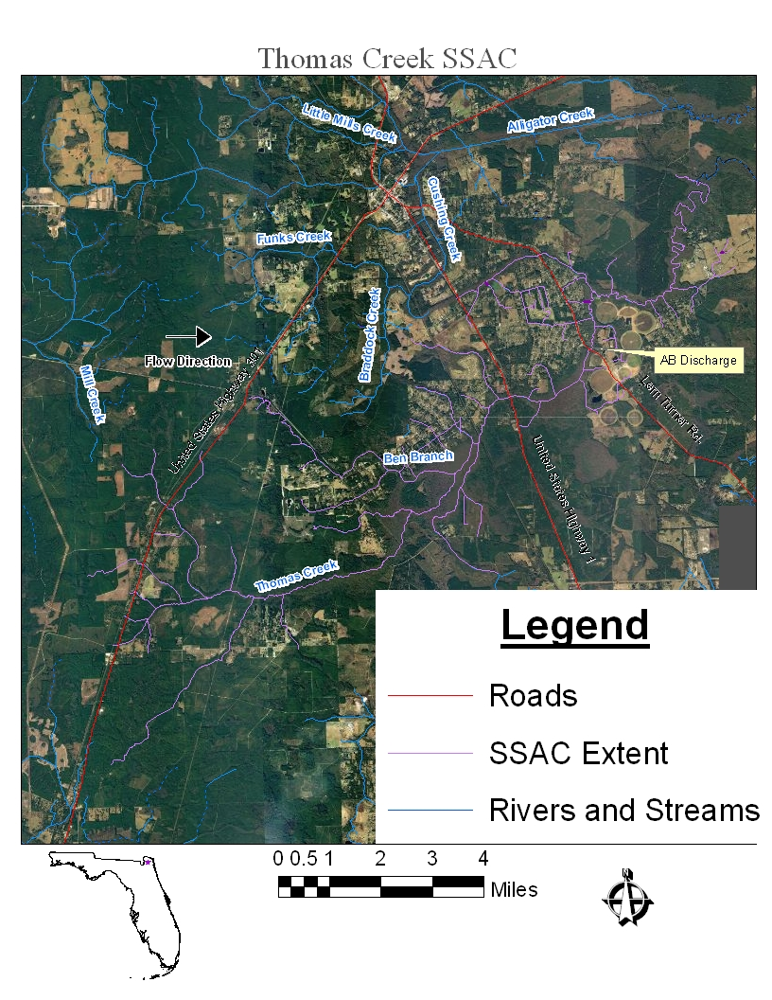 Thomas Creek SSAC
Little Mills Creek
Alligator Creek
Cushing Creek
Funks Creek
Braddock Creek
Flow Direction
Mill Creek
United States Highway 301
AB Discharge
Lem Turner Rd.
Ben Branch
United States Highway 1
Thomas Creek
Legend
Roads
SSAC Extent
Rivers and Streams
0 0.5 1 2 3 4
Miles
N